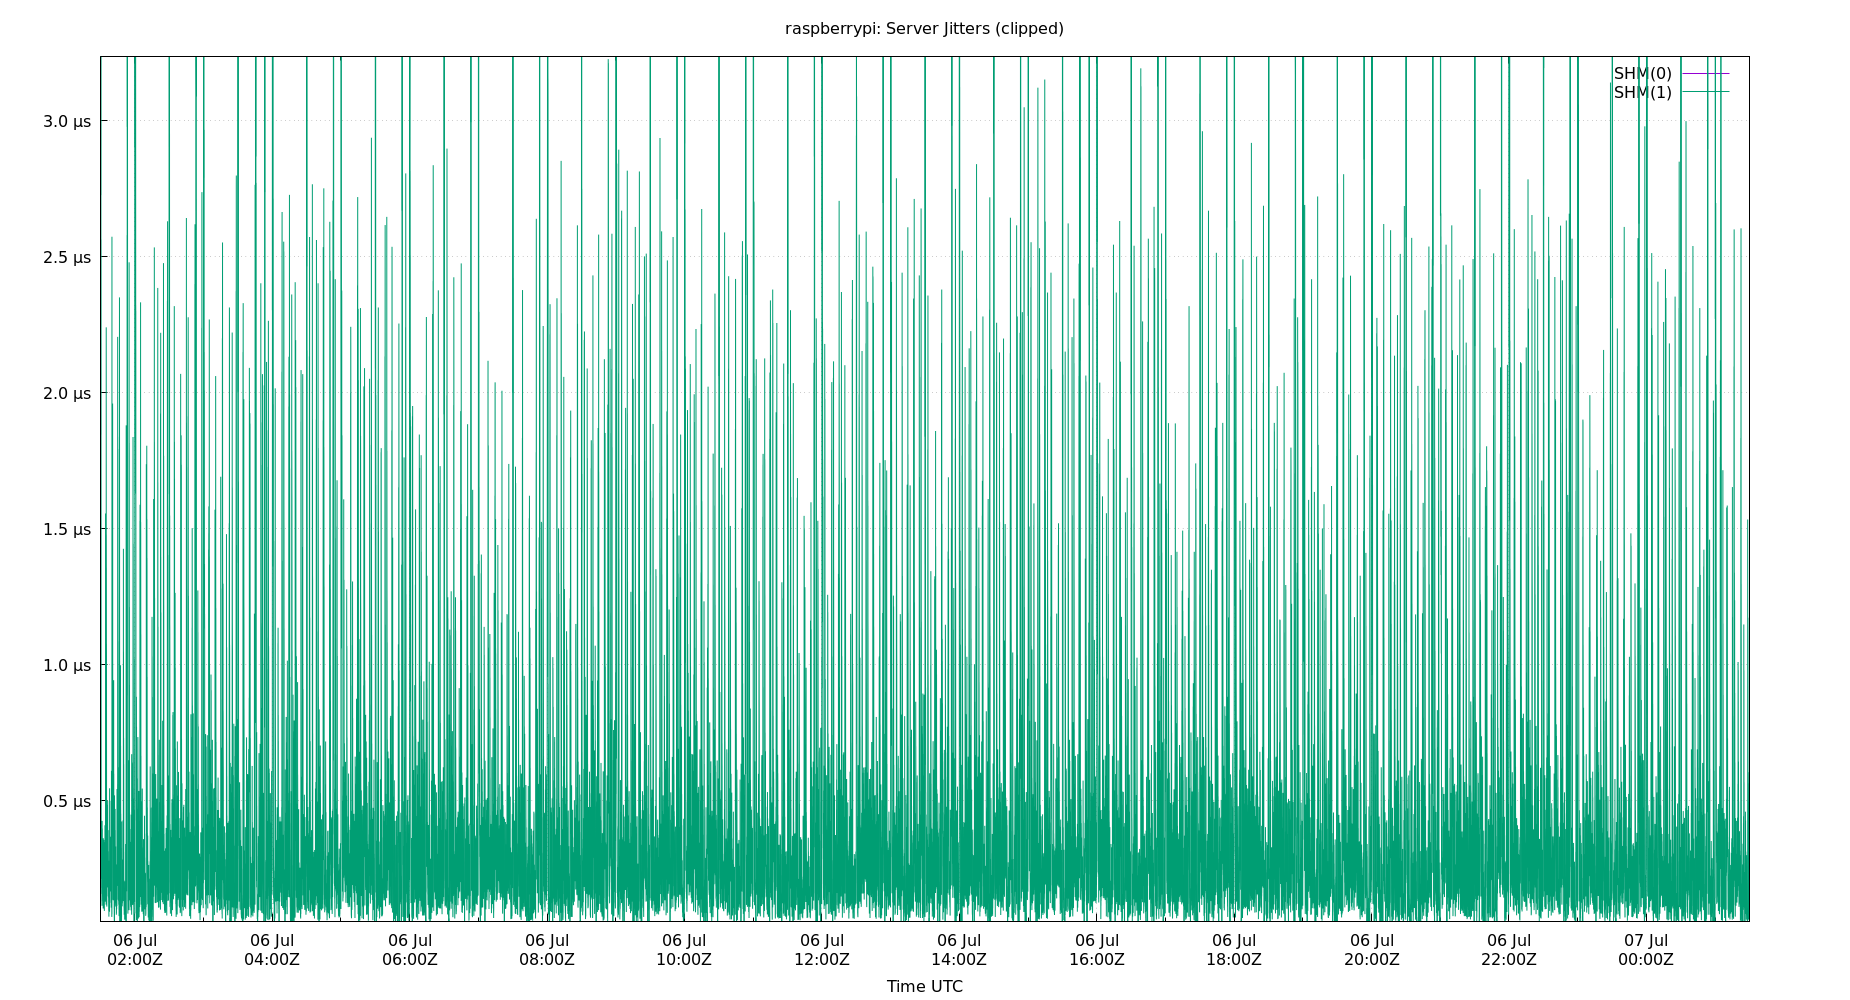 raspberrypi: Server Jitters (clipped)
SHM(0)
SHM(1)
3.0 µs
2.5 µs
2.0 µs
1.5 µs
1.0 µs
0.5 µs
06 Jul 06 Jul 06 Jul 06 Jul 06 Jul 06 Jul 06 Jul 06 Jul 06 Jul 06 Jul 06 Jul 07 Jul
02:00Z 04:00Z 06:00Z 08:00Z 10:00Z 12:00Z 14:00Z 16:00Z 18:00Z 20:00Z 22:00Z 00:00Z
Time UTC